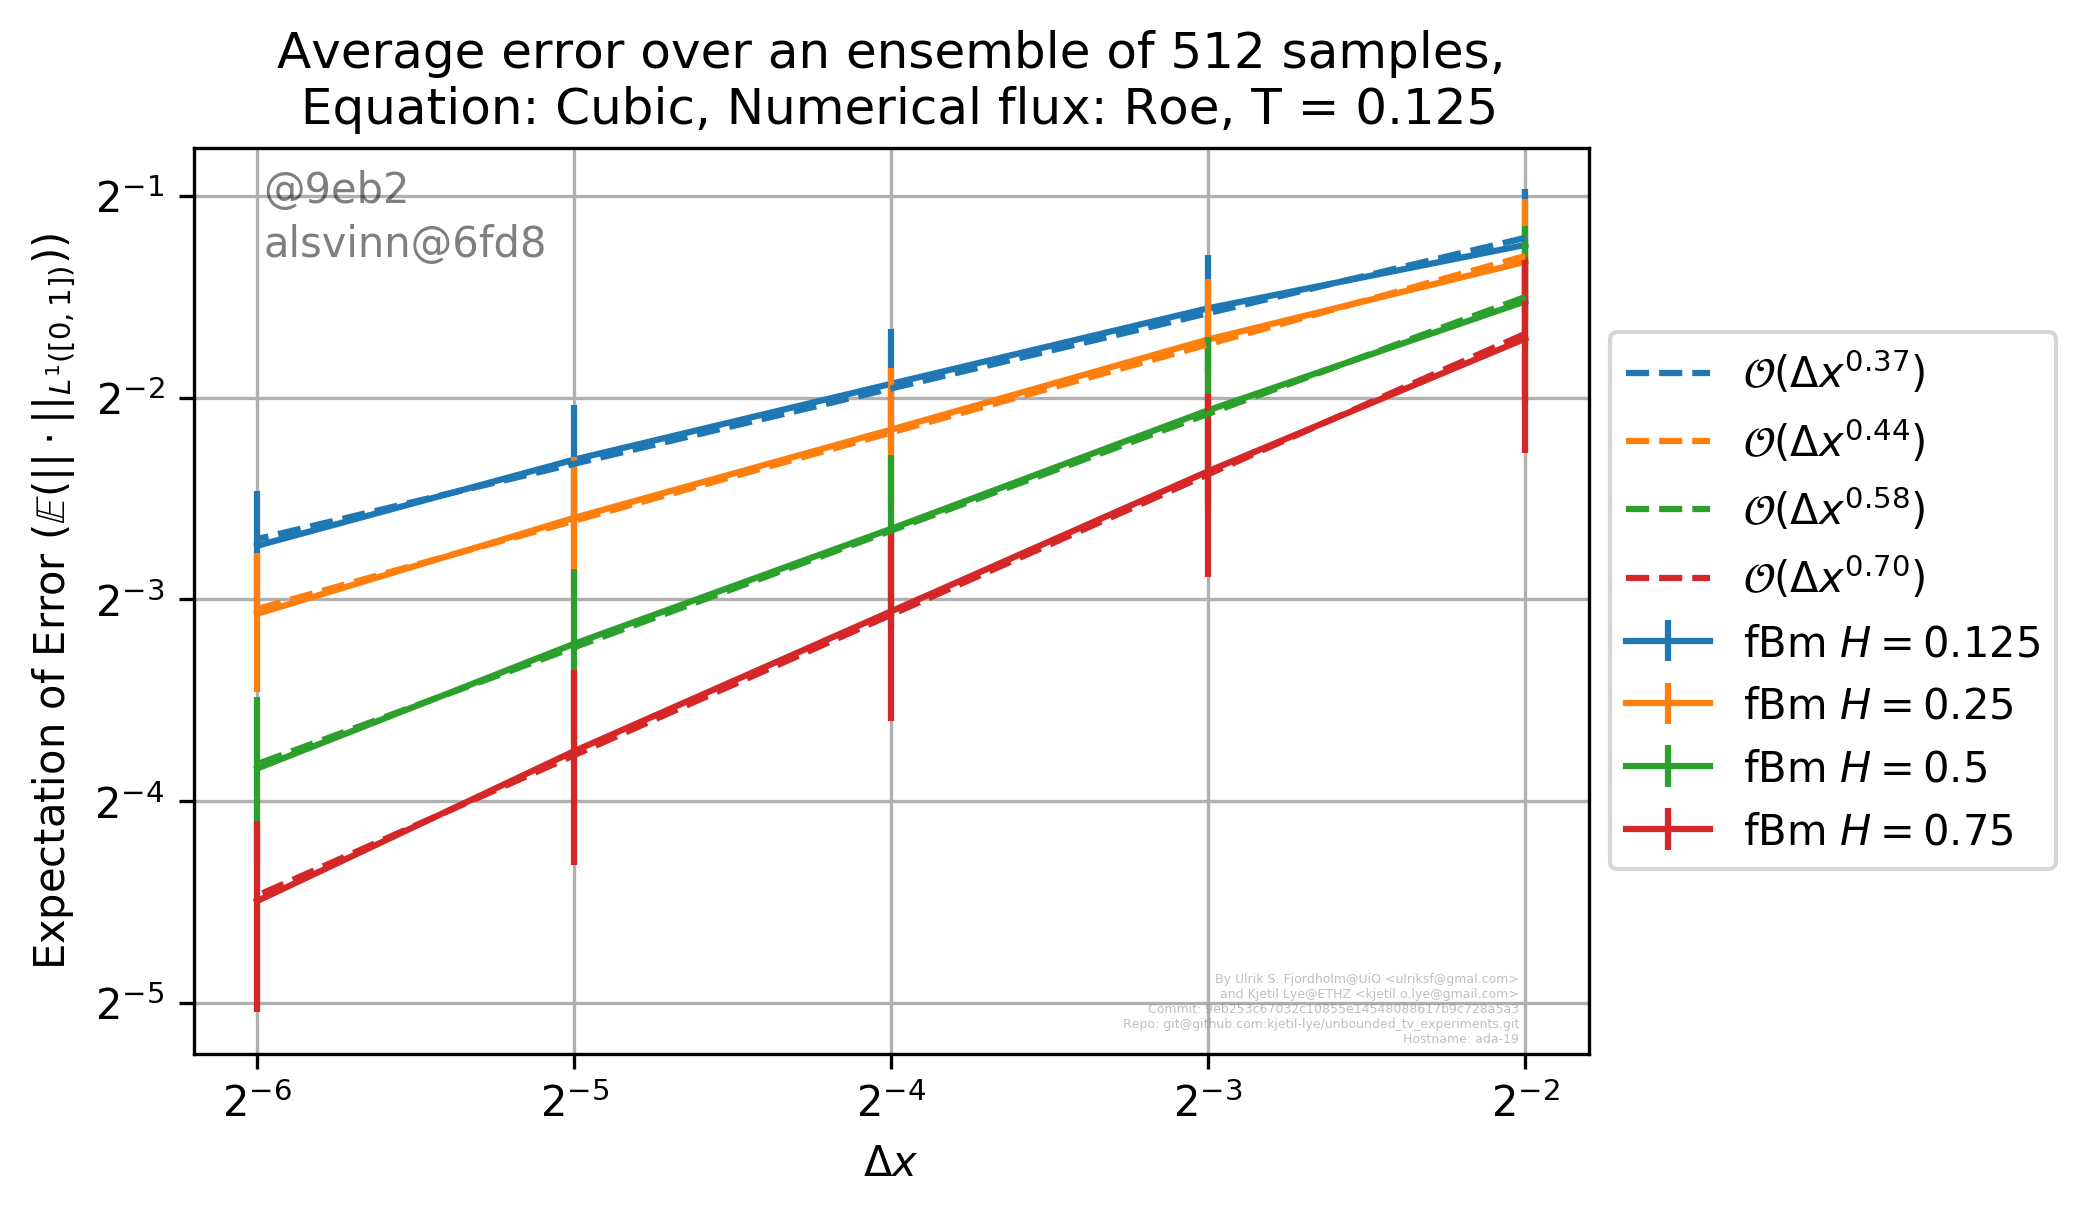 Average error over an ensemble of 512 samples,
Equation: Cubic, Numerical flux: Roe, T = 0.125
@9eb2
alsvinn@6fd8
Expectation of Error (𝔼(|| · ||_{L^1([0, 1])}))
2^{-1}
2^{-2}
2^{-3}
2^{-4}
2^{-5}
2^{-6}
2^{-5}
2^{-4}
2^{-3}
2^{-2}
Δx
𝒪(Δx^{0.37})
𝒪(Δx^{0.44})
𝒪(Δx^{0.58})
𝒪(Δx^{0.70})
fBm H = 0.125
fBm H = 0.25
fBm H = 0.5
fBm H = 0.75
By Ulrik S. Fjordholm@UiO <ulriksf@gmal.com>
and Kjetil Lye@ETHZ <kjetil.o.lye@gmail.com>
Commit: 9eb253c67032c10855e14548088617b9c728a5a3
Repo: git@github.com:kjetil-lye/unbounded_tv_experiments.git
Hostname: ada-19